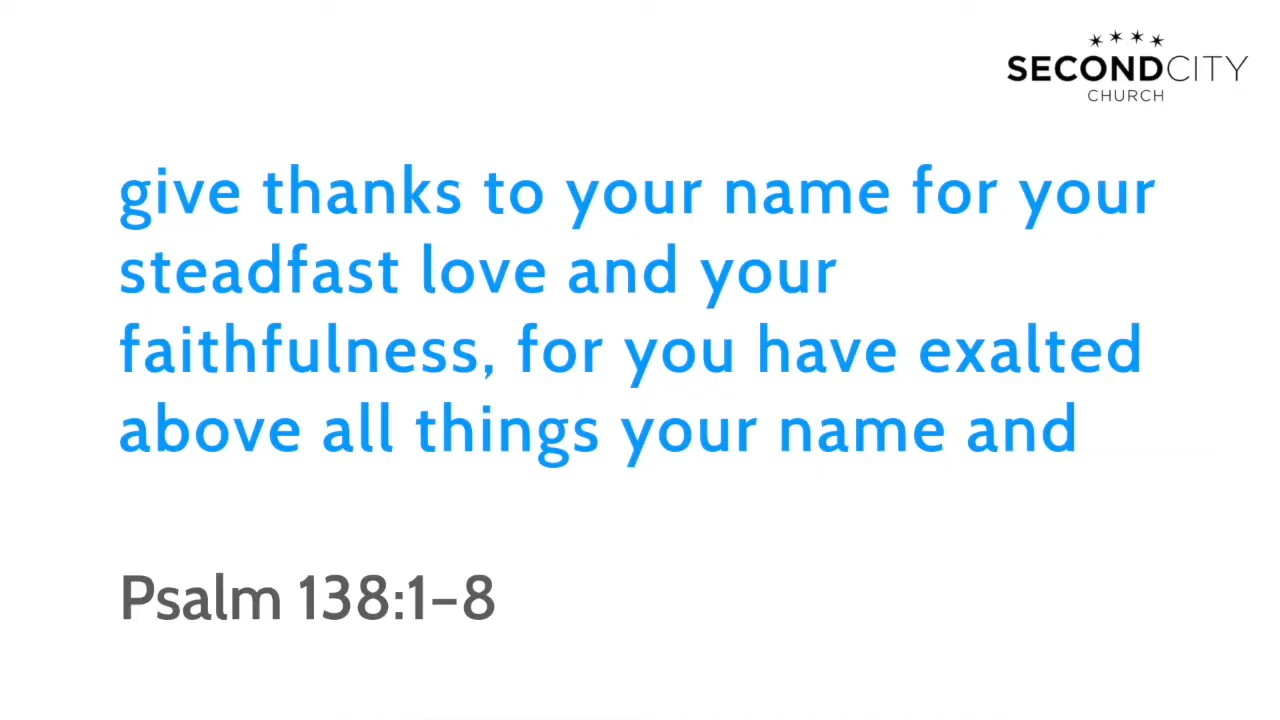 SECONDCITY
CHURCH
give thanks to your name for your
steadfast love and your
faithfulness, for you have exalted
above all things your name and
Psalm 138:1–8